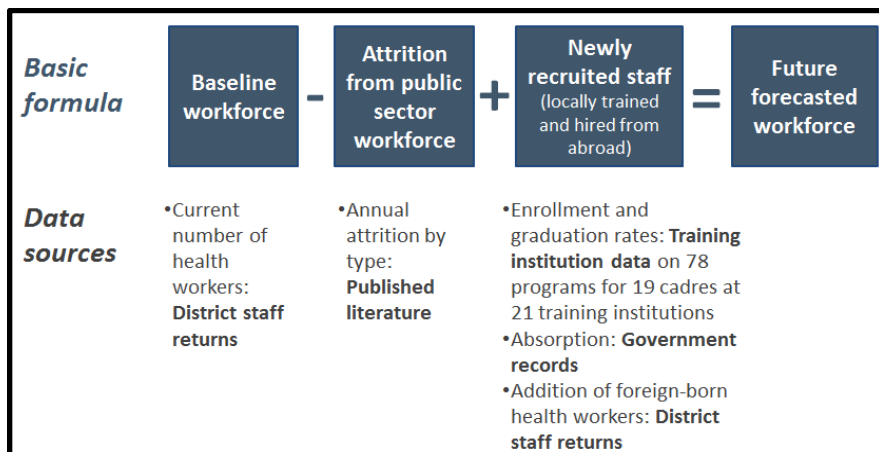 Basic
formula
Baseline
workforce
-
Attrition
from public
sector
workforce
+
Newly
recruited staff
(locally trained
and hired from
abroad)
=
Future
forecasted
workforce
Data
sources
•Current
number of
health
workers:
District staff
returns
•Annual
attrition by
type:
Published
literature
•Enrollment and
graduation rates: Training
institution data on 78
programs for 19 cadres at
21 training institutions
•Absorption: Government
records
•Addition of foreign-born
health workers: District
staff returns